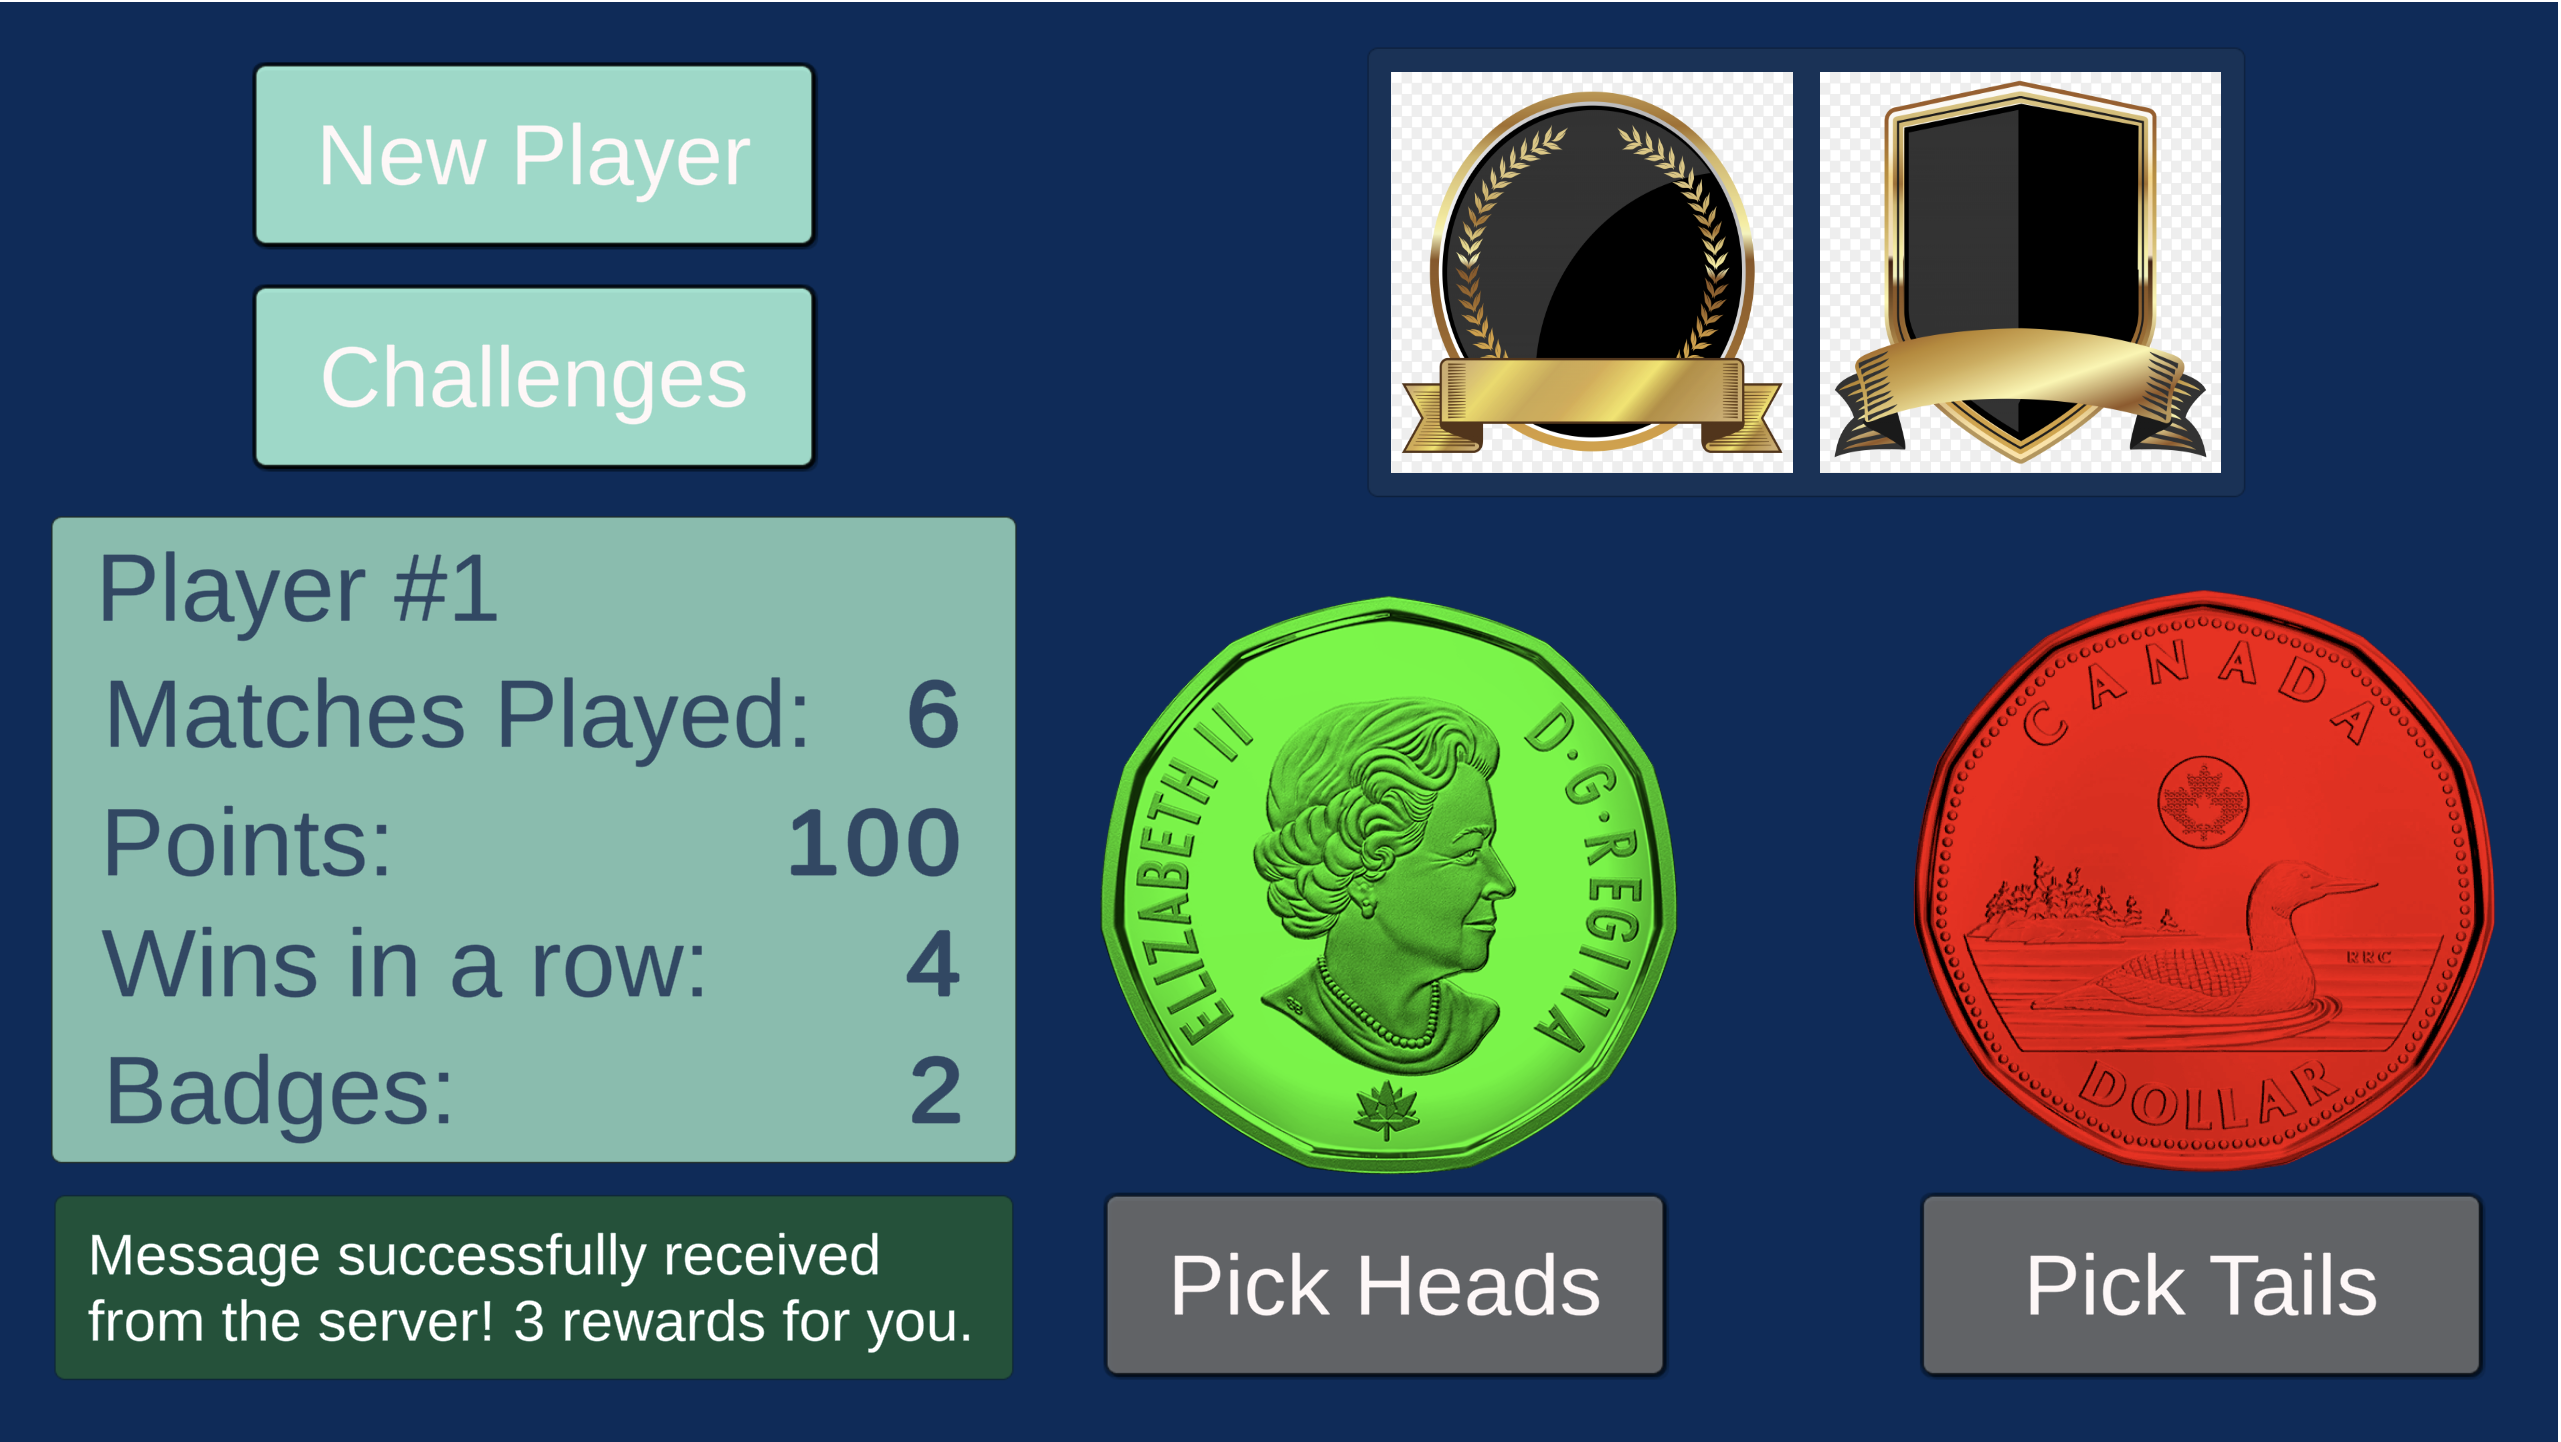 New Player
Challenges
Player #1
Matches Played: 6
Points: 100
Wins in a row: 4
Badges: 2
Message successfully received
from the server! 3 rewards for you.
ELIZABETH II D·G·REGINA
CANADA
RRC
DOLLAR
Pick Heads
Pick Tails